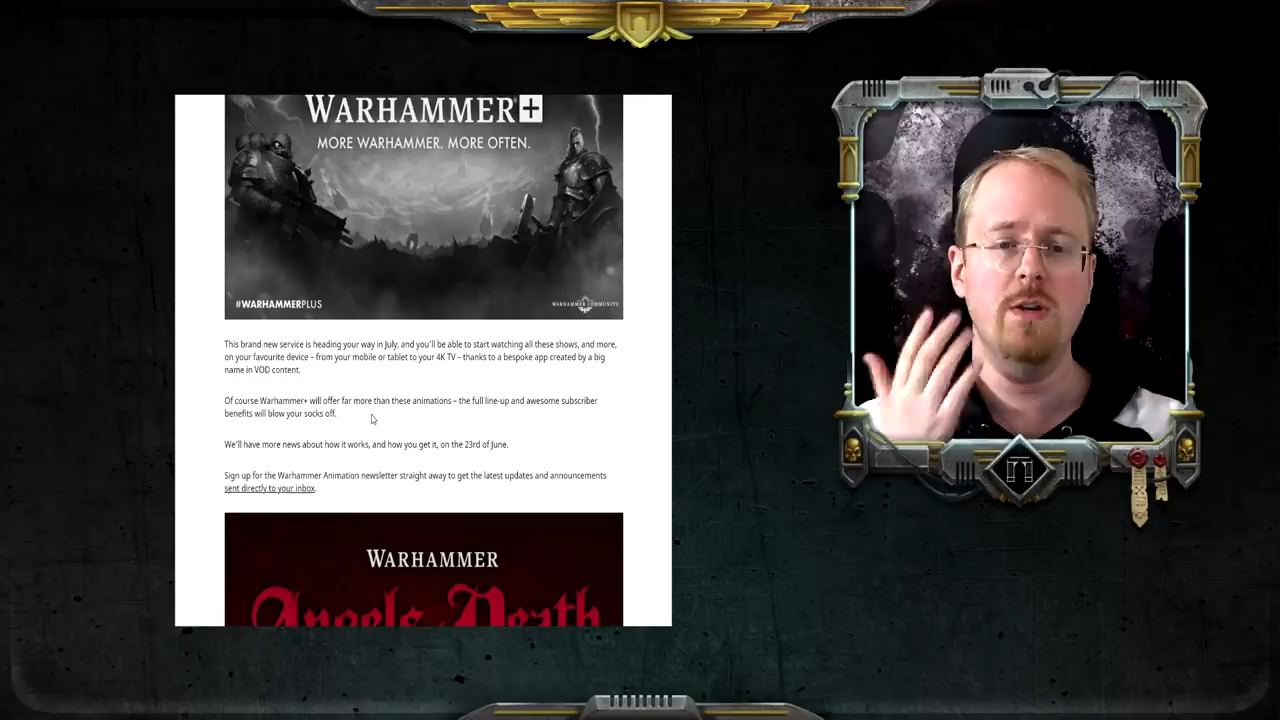 WARHAMMER+
MORE WARHAMMER. MORE OFTEN.
#WARHAMMERPLUS
WARHAMMER COMMUNITY
This brand new service is heading your way in July, and you'll be able to start watching all these shows, and more,
on your favourite device – from your mobile or tablet to your 4K TV – thanks to a bespoke app created by a big
name in VOD content.
Of course Warhammer+ will offer far more than these animations – the full line-up and awesome subscriber
benefits will blow your socks off.
We'll have more news about how it works, and how you get it, on the 23rd of June.
Sign up for the Warhammer Animation newsletter straight away to get the latest updates and announcements
sent directly to your inbox.
WARHAMMER
Angels Death